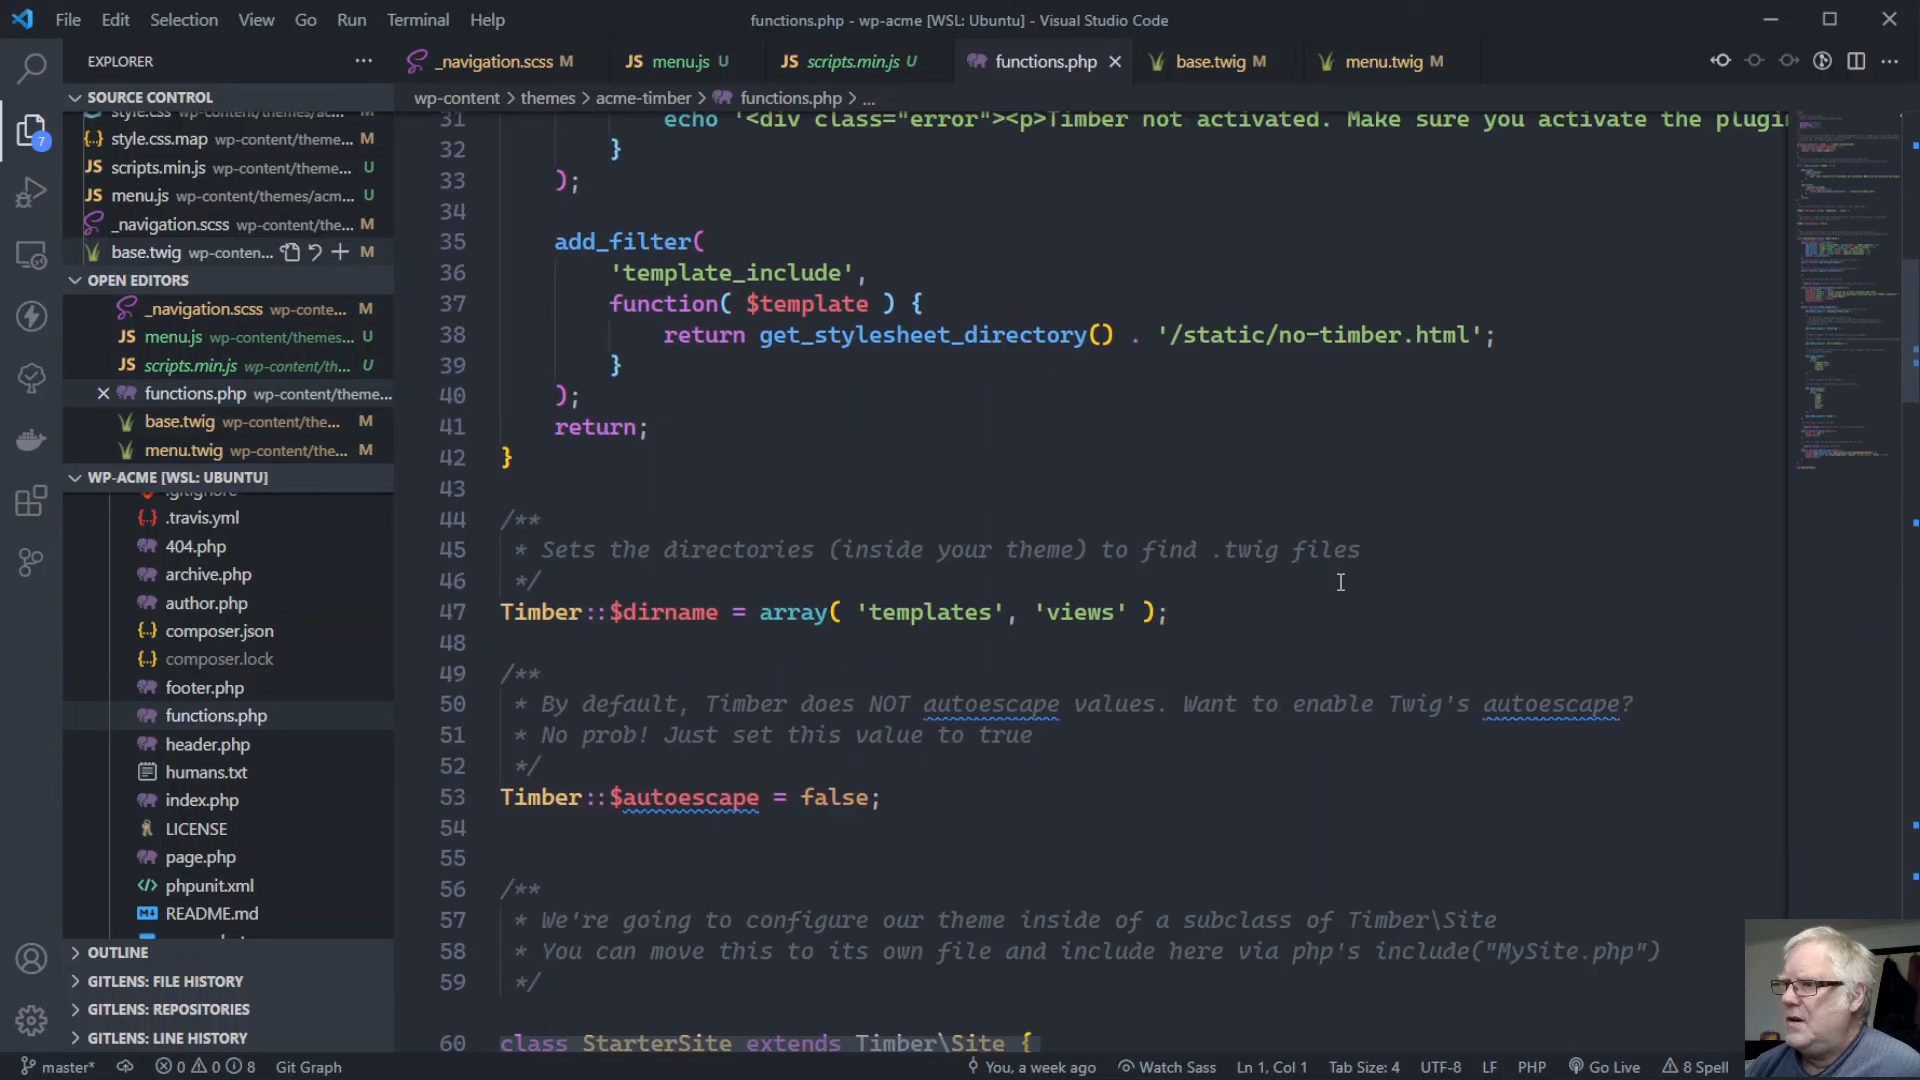 File Edit Selection View Go Run Terminal Help
functions.php - wp-acme [WSL: Ubuntu] - Visual Studio Code
EXPLORER
_navigation.scss M
JS menu.js U
JS scripts.min.js U
functions.php
base.twig M
menu.twig M
wp-content > themes > acme-timber > functions.php > ...
SOURCE CONTROL
style.css wp-content/themes/ac... M
style.css.map wp-content/theme... M
JS scripts.min.js wp-content/theme... U
JS menu.js wp-content/themes/acm... U
_navigation.scss wp-content/the... M
base.twig wp-conten... M
7
OPEN EDITORS
_navigation.scss wp-conte... M
JS menu.js wp-content/themes... U
JS scripts.min.js wp-content/th... U
functions.php wp-content/theme...
base.twig wp-content/the... M
menu.twig wp-content/the... M
WP-ACME [WSL: UBUNTU]
.gitignore
.travis.yml
404.php
archive.php
author.php
composer.json
composer.lock
footer.php
functions.php
header.php
humans.txt
index.php
LICENSE
page.php
phpunit.xml
README.md
OUTLINE
GITLENS: FILE HISTORY
GITLENS: REPOSITORIES
GITLENS: LINE HISTORY
31 echo '<div class="error"><p>Timber not activated. Make sure you activate the plugi
32 }
33 );
34
35 add_filter(
36 'template_include',
37 function( $template ) {
38 return get_stylesheet_directory() . '/static/no-timber.html';
39 }
40 );
41 return;
42 }
43
44 /**
45 * Sets the directories (inside your theme) to find .twig files
46 */
47 Timber::$dirname = array( 'templates', 'views' );
48
49 /**
50 * By default, Timber does NOT autoescape values. Want to enable Twig's autoescape?
51 * No prob! Just set this value to true
52 */
53 Timber::$autoescape = false;
54
55
56 /**
57 * We're going to configure our theme inside of a subclass of Timber\Site
58 * You can move this to its own file and include here via php's include("MySite.php")
59 */
60 class StarterSite extends Timber\Site {
master* 0 0 8 Git Graph You, a week ago Watch Sass Ln 1, Col 1 Tab Size: 4 UTF-8 LF PHP Go Live 8 Spell